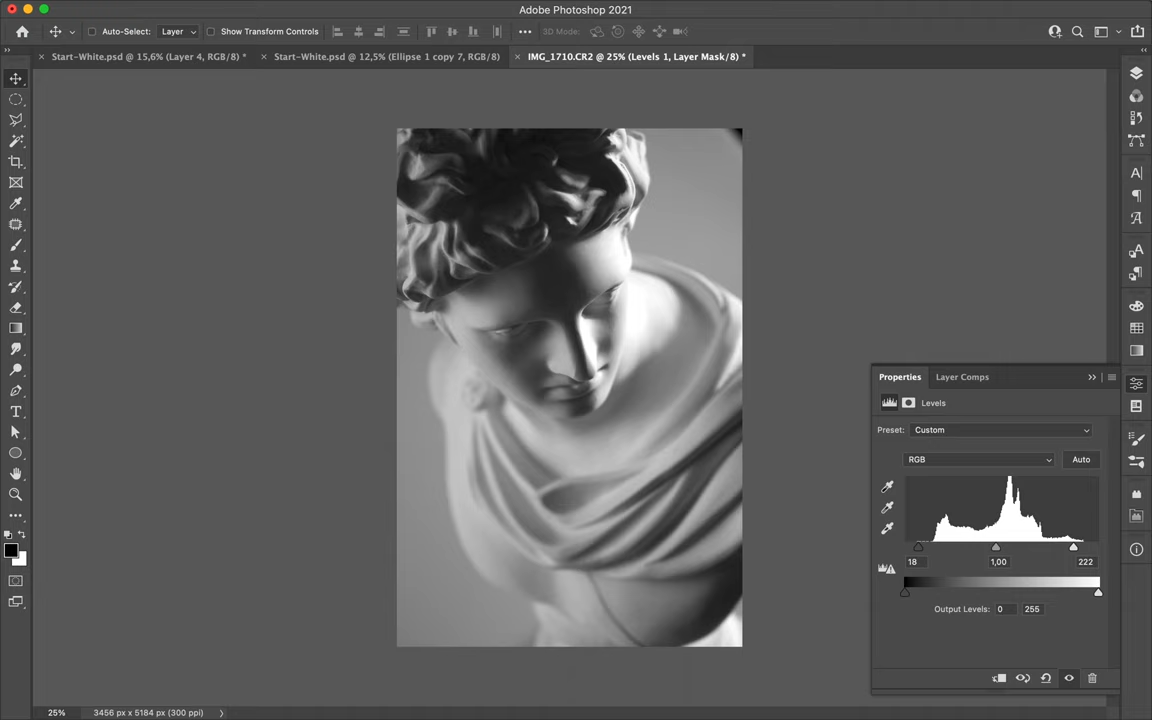 Adobe Photoshop 2021
Auto-Select: Layer Show Transform Controls 3D Mode:
Start-White.psd @ 15,6% (Layer 4, RGB/8) * Start-White.psd @ 12,5% (Ellipse 1 copy 7, RGB/8) IMG_1710.CR2 @ 25% (Levels 1, Layer Mask/8) *
Properties Layer Comps
Levels
Preset: Custom
RGB Auto
18 1,00 222
Output Levels: 0 255
25% 3456 px x 5184 px (300 ppi)